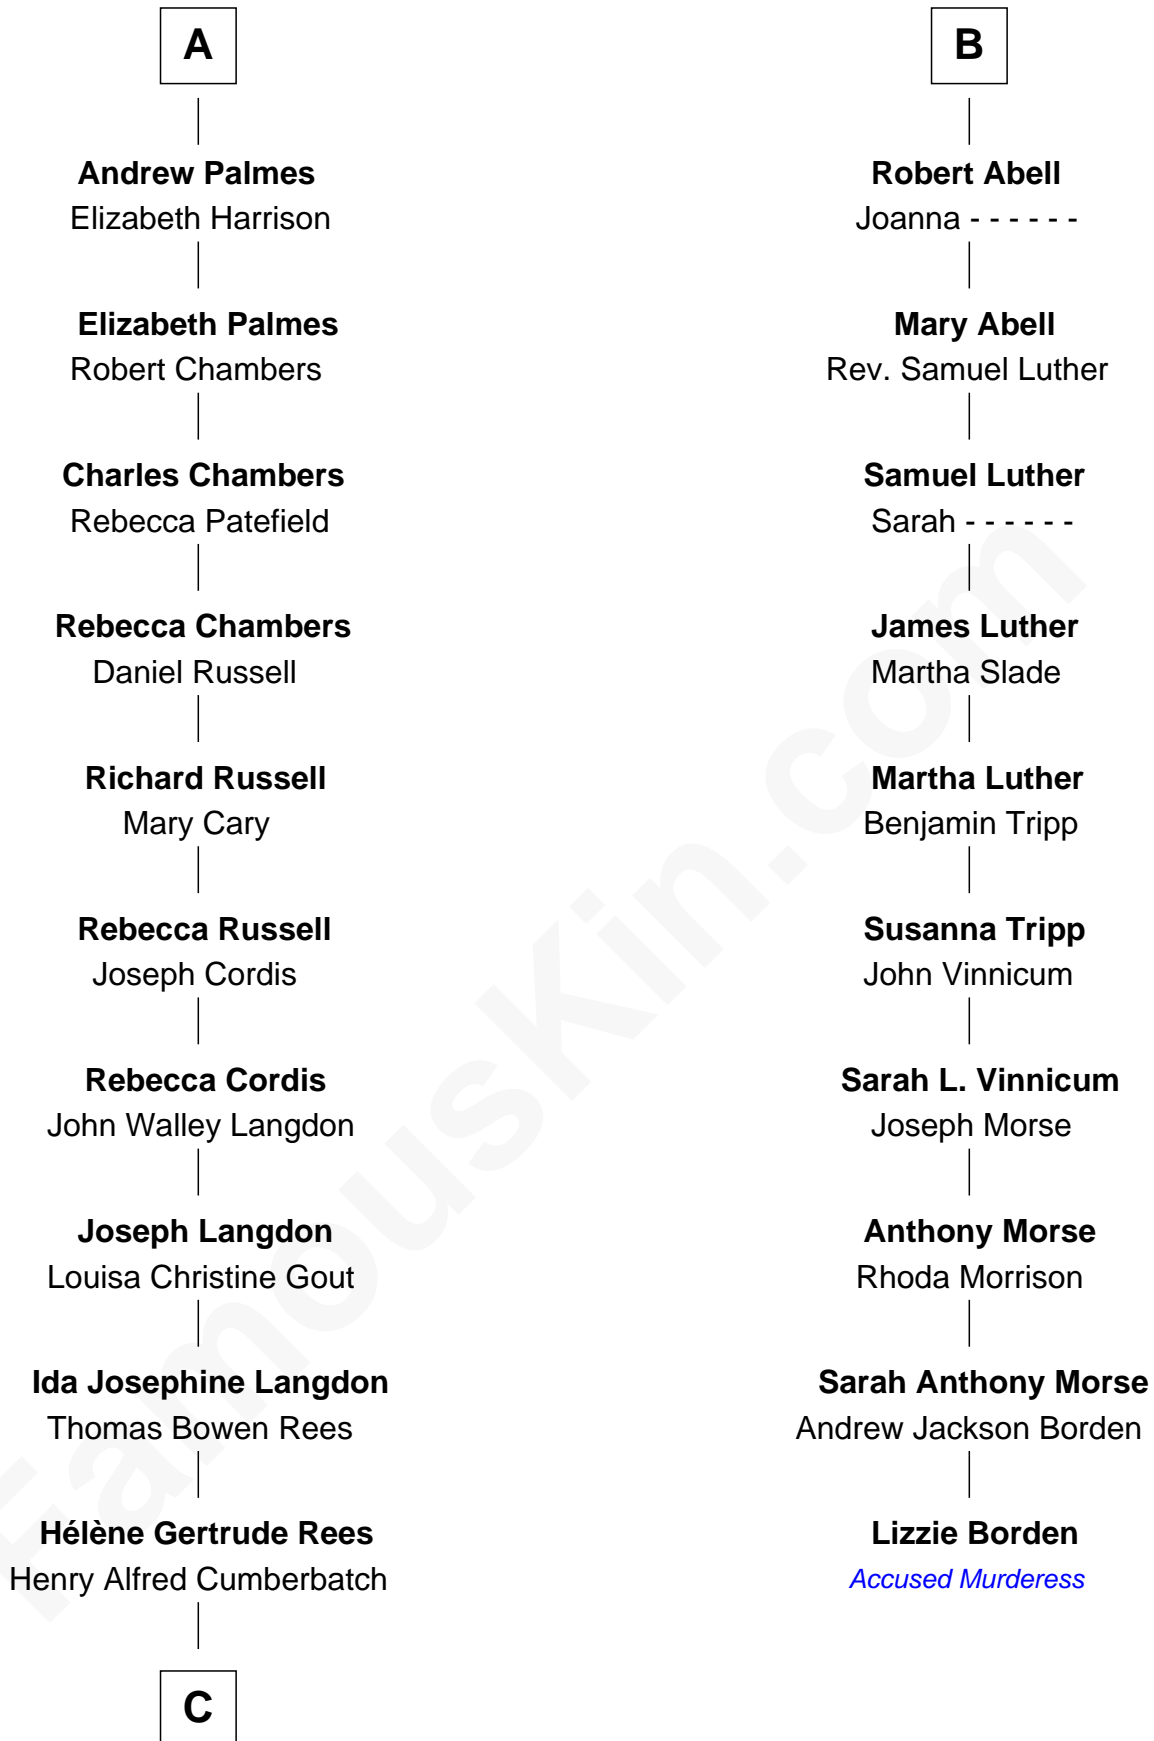 A
Andrew Palmes
Elizabeth Harrison
Elizabeth Palmes
Robert Chambers
Charles Chambers
Rebecca Patefield
Rebecca Chambers
Daniel Russell
Richard Russell
Mary Cary
Rebecca Russell
Joseph Cordis
Rebecca Cordis
John Walley Langdon
Joseph Langdon
Louisa Christine Gout
Ida Josephine Langdon
Thomas Bowen Rees
Hélène Gertrude Rees
Henry Alfred Cumberbatch
C
B
Robert Abell
Joanna - - - - - -
Mary Abell
Rev. Samuel Luther
Samuel Luther
Sarah - - - - - -
James Luther
Martha Slade
Martha Luther
Benjamin Tripp
Susanna Tripp
John Vinnicum
Sarah L. Vinnicum
Joseph Morse
Anthony Morse
Rhoda Morrison
Sarah Anthony Morse
Andrew Jackson Borden
Lizzie Borden
Accused Murderess
FamousKin.com